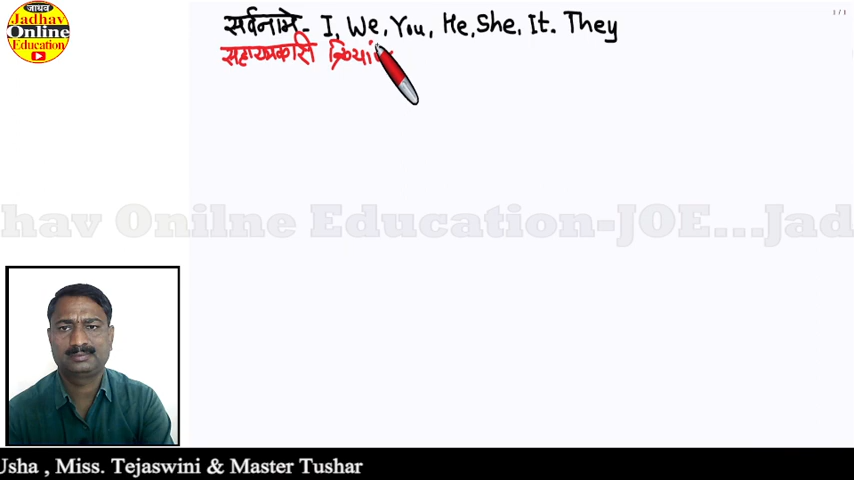 जाधव
Jadhav
Online
Education
सर्वनामे - I, We, You, He, She, It. They
सहाय्यकारी
1 / 1
hav Onilne Education-JOE...Jad
Usha , Miss. Tejaswini & Master Tushar